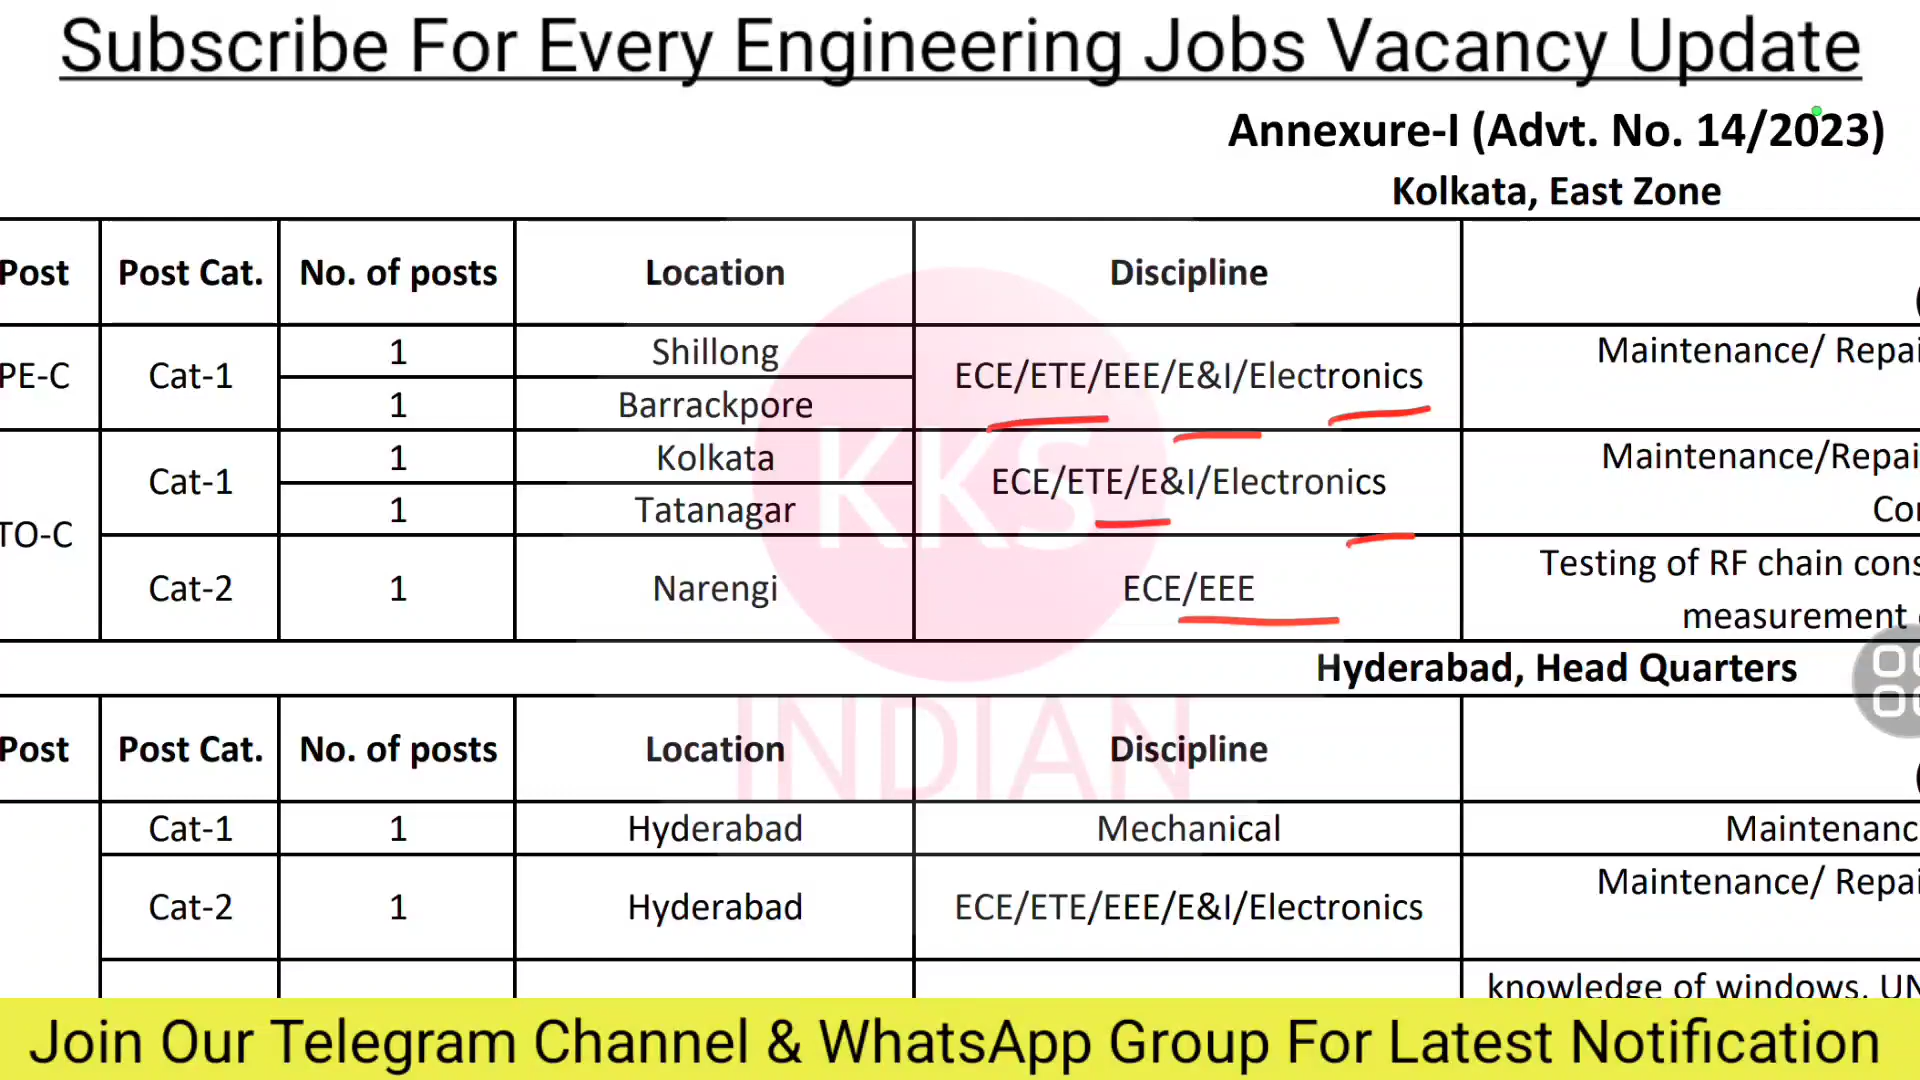 Subscribe For Every Engineering Jobs Vacancy Update
Annexure-I (Advt. No. 14/2023)
Kolkata, East Zone
Post Post Cat. No. of posts Location Discipline
PE-C Cat-1 1 Shillong ECE/ETE/EEE/E&I/Electronics Maintenance/ Repai
1 Barrackpore
TO-C Cat-1 1 Kolkata ECE/ETE/E&I/Electronics Maintenance/Repai
1 Tatanagar Cor
Cat-2 1 Narengi ECE/EEE Testing of RF chain cons
measurement
Hyderabad, Head Quarters
Post Post Cat. No. of posts Location Discipline
Cat-1 1 Hyderabad Mechanical Maintenanc
Cat-2 1 Hyderabad ECE/ETE/EEE/E&I/Electronics Maintenance/ Repai
knowledge of windows, UN
KKS
INDIAN
Join Our Telegram Channel & WhatsApp Group For Latest Notification